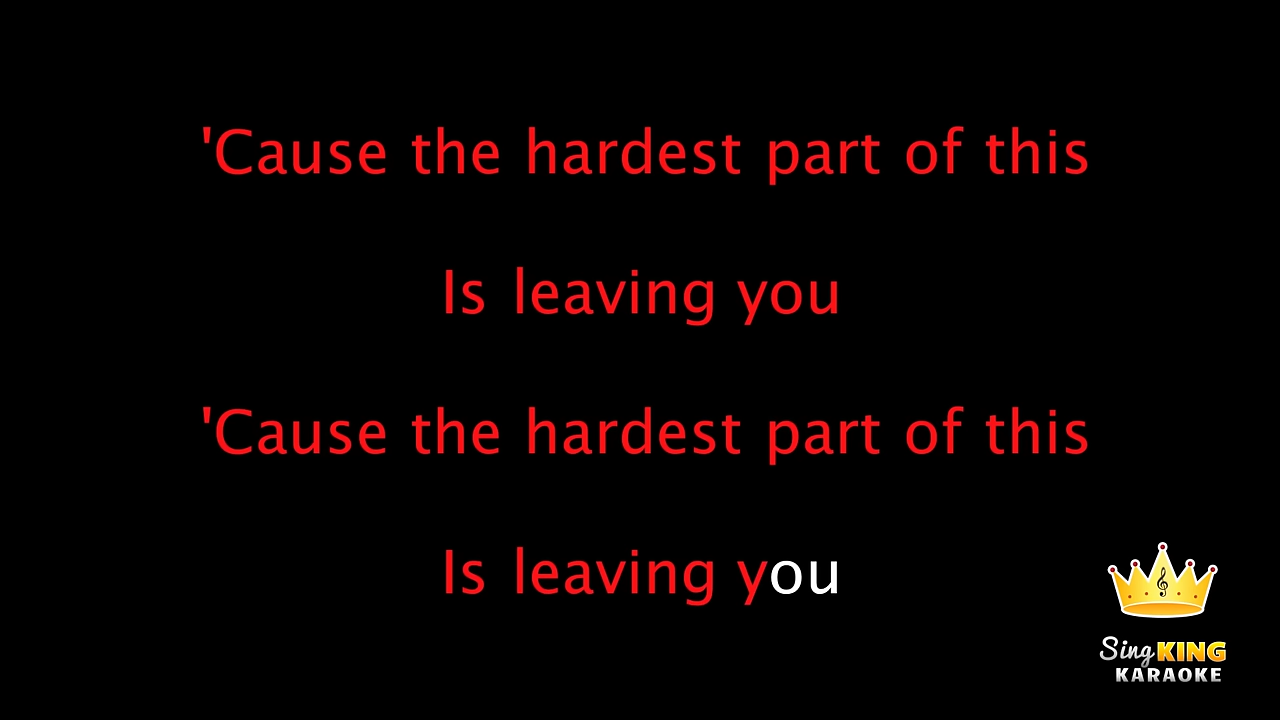 'Cause the hardest part of this
Is leaving you
'Cause the hardest part of this
Is leaving you
Sing KING
KARAOKE